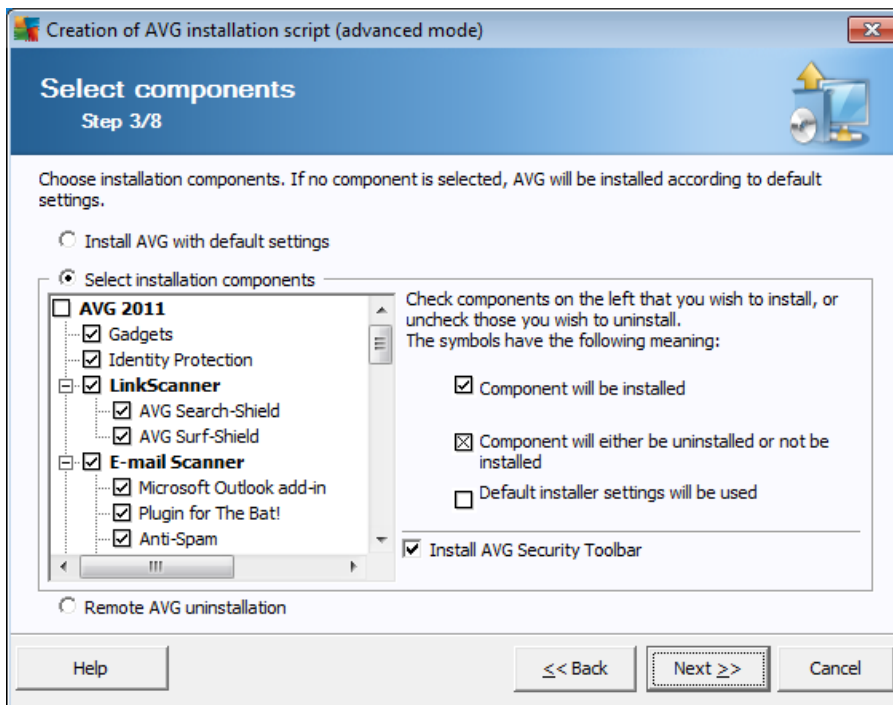 Creation of AVG installation script (advanced mode)
Select components
Step 3/8
Choose installation components. If no component is selected, AVG will be installed according to default
settings.
Install AVG with default settings
Select installation components
AVG 2011
Gadgets
Identity Protection
LinkScanner
AVG Search-Shield
AVG Surf-Shield
E-mail Scanner
Microsoft Outlook add-in
Plugin for The Bat!
Anti-Spam
Check components on the left that you wish to install, or
uncheck those you wish to uninstall.
The symbols have the following meaning:
Component will be installed
Component will either be uninstalled or not be
installed
Default installer settings will be used
Install AVG Security Toolbar
Remote AVG uninstallation
Help
<< Back
Next >>
Cancel